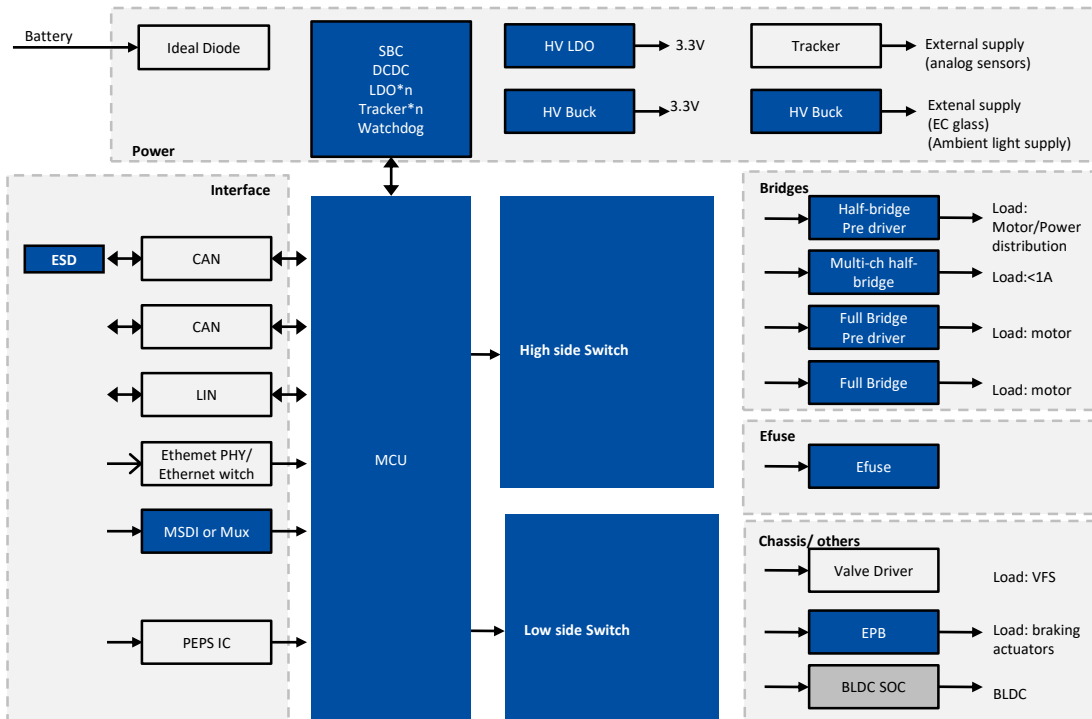 Battery
Ideal Diode
SBC
DCDC
LDO*n
Tracker*n
Watchdog
HV LDO
3.3V
Tracker
External supply
(analog sensors)
HV Buck
3.3V
HV Buck
Extenal supply
(EC glass)
(Ambient light supply)
Power
Interface
ESD
CAN
CAN
LIN
Ethemet PHY/
Ethernet witch
MSDI or Mux
PEPS IC
MCU
High side Switch
Low side Switch
Bridges
Half-bridge
Pre driver
Load:
Motor/Power
distribution
Multi-ch half-
bridge
Load:<1A
Full Bridge
Pre driver
Load: motor
Full Bridge
Load: motor
Efuse
Efuse
Chassis/ others
Valve Driver
Load: VFS
EPB
Load: braking
actuators
BLDC SOC
BLDC